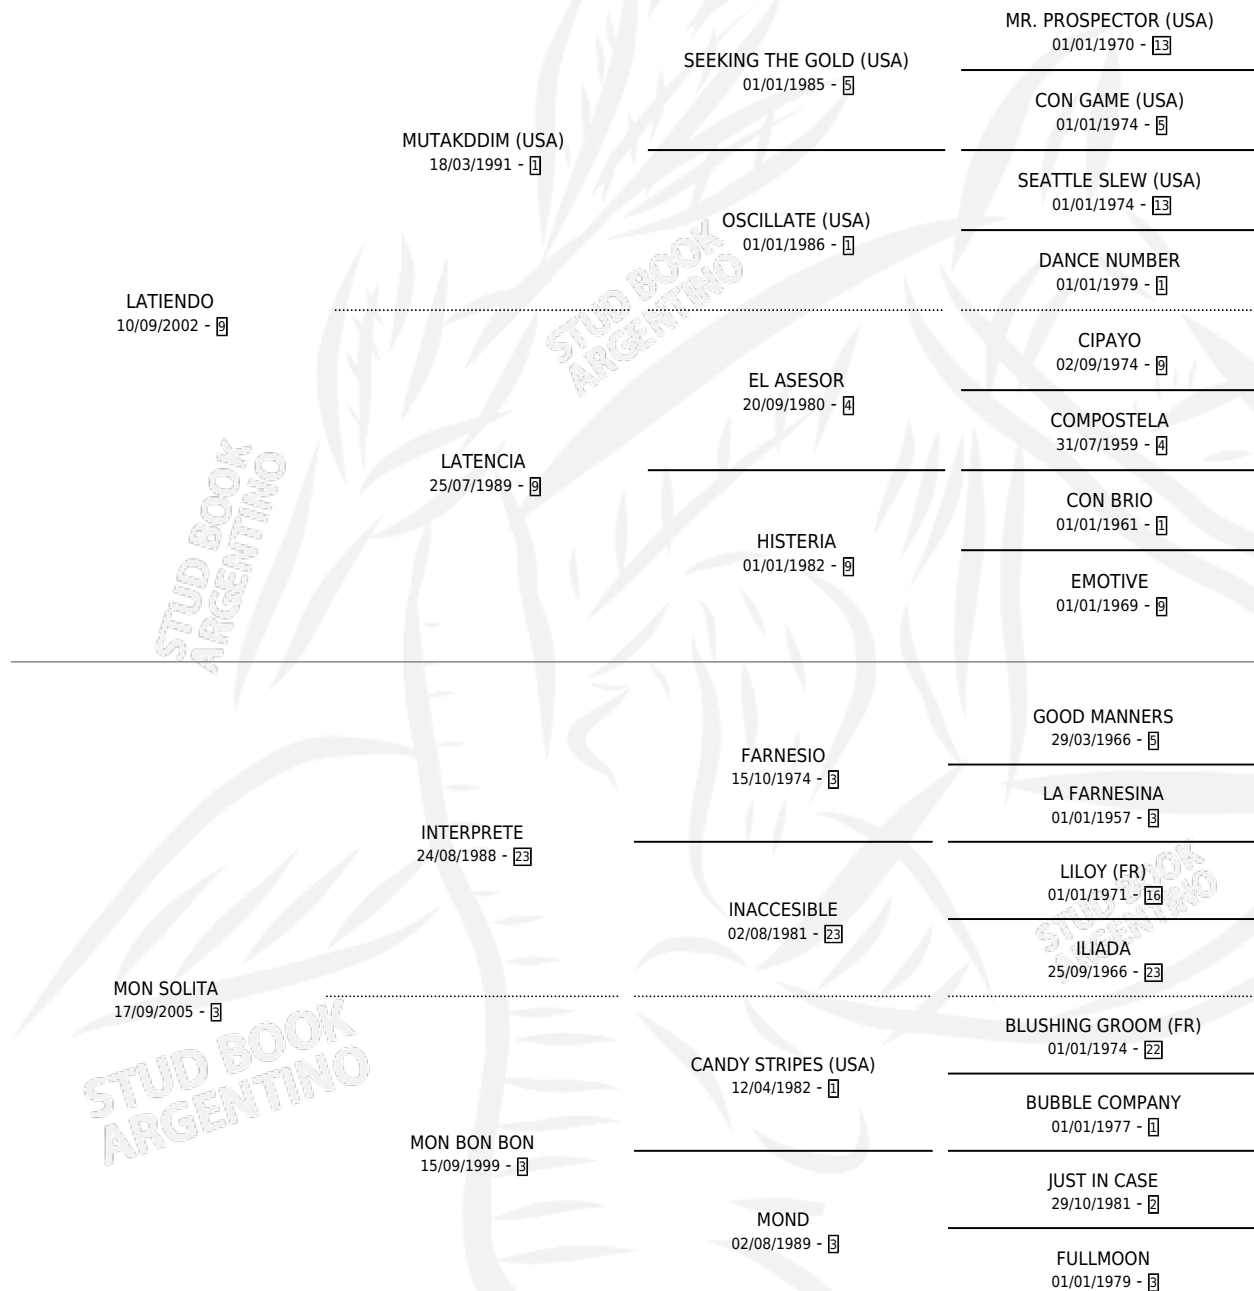 MR. PROSPECTOR (USA)
01/01/1970 - 13
SEEKING THE GOLD (USA)
01/01/1985 - 5
CON GAME (USA)
01/01/1974 - 5
MUTAKDDIM (USA)
18/03/1991 - 1
SEATTLE SLEW (USA)
01/01/1974 - 13
OSCILLATE (USA)
01/01/1986 - 1
DANCE NUMBER
01/01/1979 - 1
LATIENDO
10/09/2002 - 9
CIPAYO
02/09/1974 - 9
EL ASESOR
20/09/1980 - 4
COMPOSTELA
31/07/1959 - 4
LATENCIA
25/07/1989 - 9
CON BRIO
01/01/1961 - 1
HISTERIA
01/01/1982 - 9
EMOTIVE
01/01/1969 - 9
GOOD MANNERS
29/03/1966 - 5
FARNESIO
15/10/1974 - 3
LA FARNESINA
01/01/1957 - 3
INTERPRETE
24/08/1988 - 23
LILOY (FR)
01/01/1971 - 16
INACCESIBLE
02/08/1981 - 23
ILIADA
25/09/1966 - 23
MON SOLITA
17/09/2005 - 3
BLUSHING GROOM (FR)
01/01/1974 - 22
CANDY STRIPES (USA)
12/04/1982 - 1
BUBBLE COMPANY
01/01/1977 - 1
MON BON BON
15/09/1999 - 3
JUST IN CASE
29/10/1981 - 2
MOND
02/08/1989 - 3
FULLMOON
01/01/1979 - 3
STUD BOOK
ARGENTINO
STUD BOOK
ARGENTINO
STUD BOOK
ARGENTINO
STUD BOOK
ARGENTINO